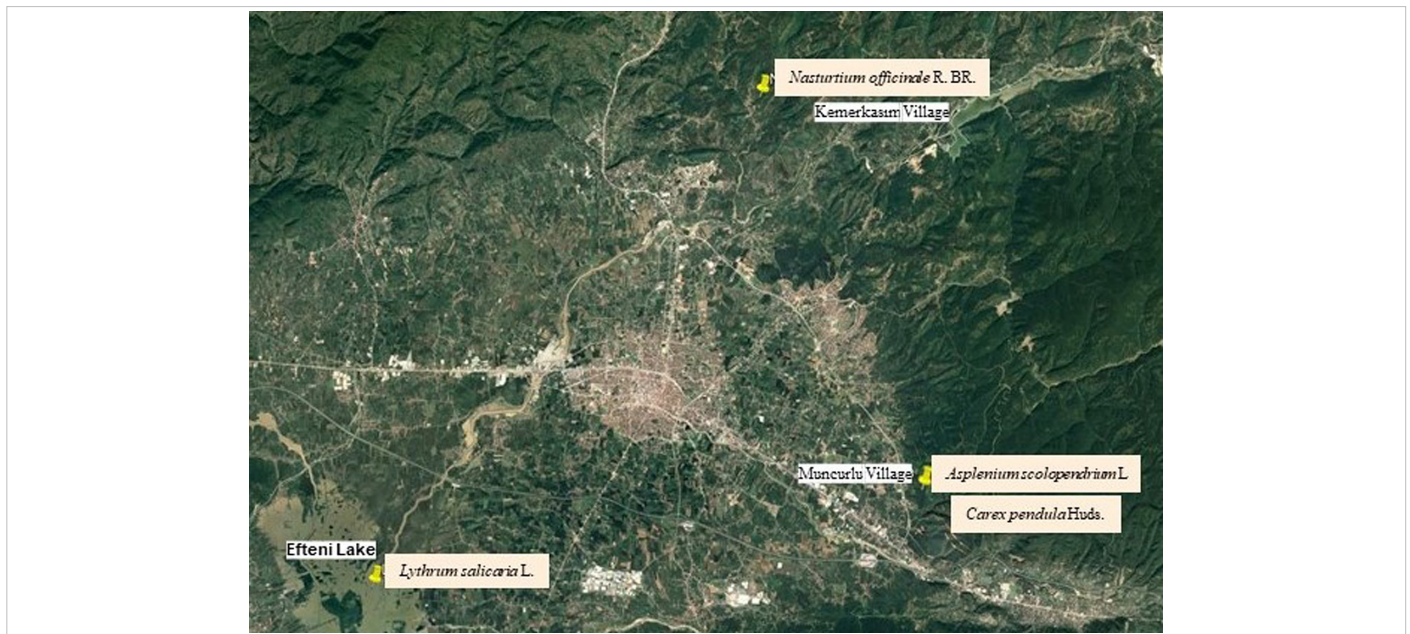 Nasturtium officinale R. BR.
Kemerkasım Village
Muncurlu Village
Asplenium scolopendrium L
Carex pendula Huds.
Efteni Lake
Lythrum salicaria L.